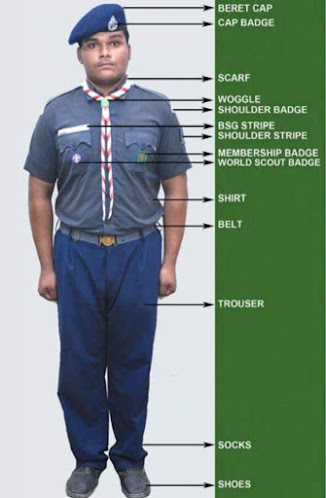 BERET CAP
CAP BADGE
SCARF
WOGGLE
SHOULDER BADGE
BSG STRIPE
SHOULDER STRIPE
MEMBERSHIP BADGE
WORLD SCOUT BADGE
SHIRT
BELT
TROUSER
SOCKS
SHOES